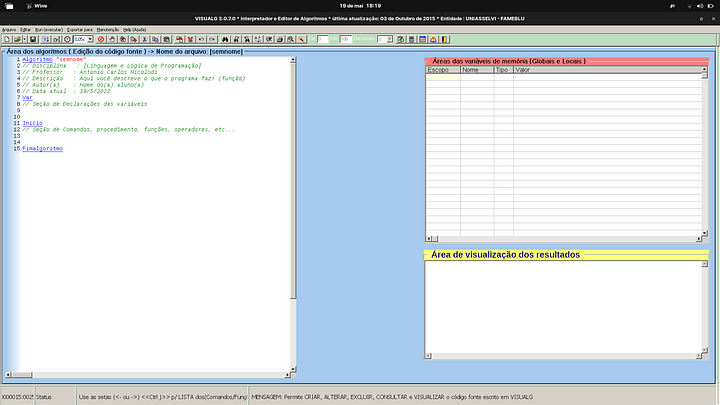 Wine
19 de mai 18:19
VISUALG 3.0.7.0 * Interpretador e Editor de Algoritmos * última atualização: 03 de Outubro de 2015 * Entidade : UNIASSELVI - FAMEBLU
Arquivo Editar Run (executar) Exportar para Manutenção Help (Ajuda)
Área dos algoritmos ( Edição do código fonte ) -> Nome do arquivo: [semnome]
1 Algoritmo "semnome"
2 // Disciplina : [Linguagem e Lógica de Programação]
3 // Professor : Antonio Carlos Nicolodi
4 // Descrição : Aqui você descreve o que o programa faz! (função)
5 // Autor(a) : Nome do(a) aluno(a)
6 // Data atual : 19/5/2022
7 Var
8 // Seção de Declarações das variáveis
9
10
11 Inicio
12 // Seção de Comandos, procedimento, funções, operadores, etc...
13
14
15 Fimalgoritmo
Áreas das variáveis de memória (Globais e Locais )
Escopo Nome Tipo Valor
Área de visualização dos resultados
Status
Use as setas (<- ou ->) <<Ctrl J>> p/ LISTA dos(Comandos/Funç
MENSAGEM: Permite CRIAR, ALTERAR, EXCLUIR, CONSULTAR e VISUALIZAR o código fonte escrito em VISUALG